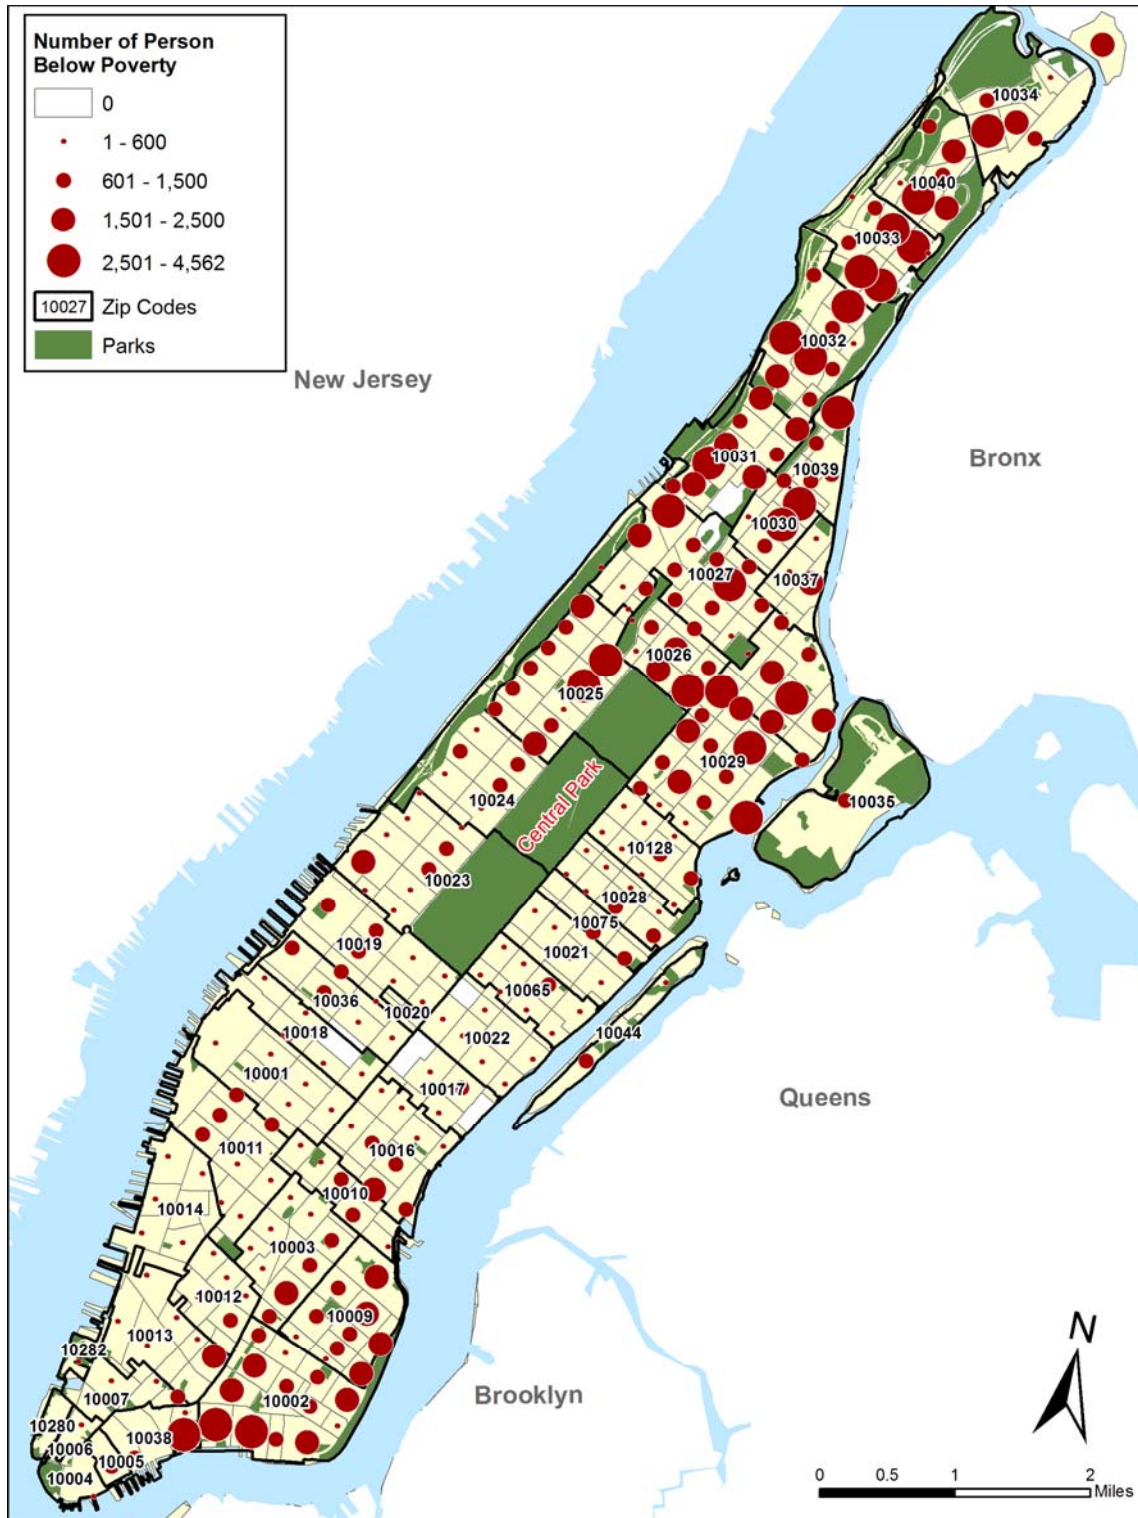 Number of Person
Below Poverty
0
1 - 600
601 - 1,500
1,501 - 2,500
2,501 - 4,562
10027 Zip Codes
Parks
10034
10040
10033
10032
New Jersey
10031
Bronx
10039
10030
10027
10037
10026
10025
10029
10024
10035
Central Park
10128
10023
10028
10075
10019
10021
10065
10036
10020
10018
10022
10044
10001
10017
Queens
10011
10016
10010
10014
10003
10012
10009
10013
10282
10002
Brooklyn
10007
10280
10038
10006
10005
10004
N
0 0.5 1 2
Miles